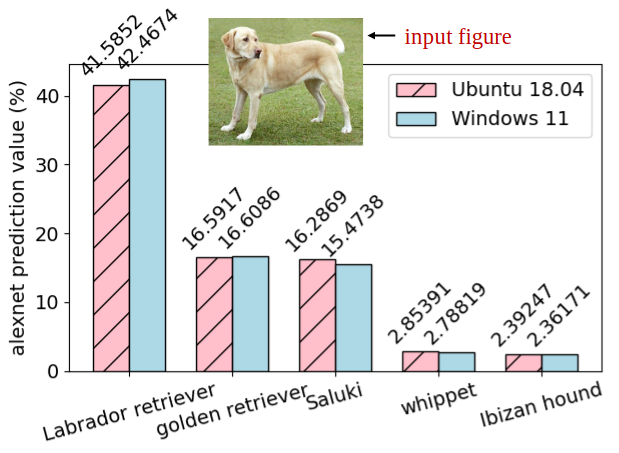 input figure
Ubuntu 18.04
Windows 11
alexnet prediction value (%)
40
30
20
10
0
41.5852
42.4674
16.5917
16.6086
16.2869
15.4738
2.85391
2.78819
2.39247
2.36171
Labrador retriever
golden retriever
Saluki
whippet
Ibizan hound